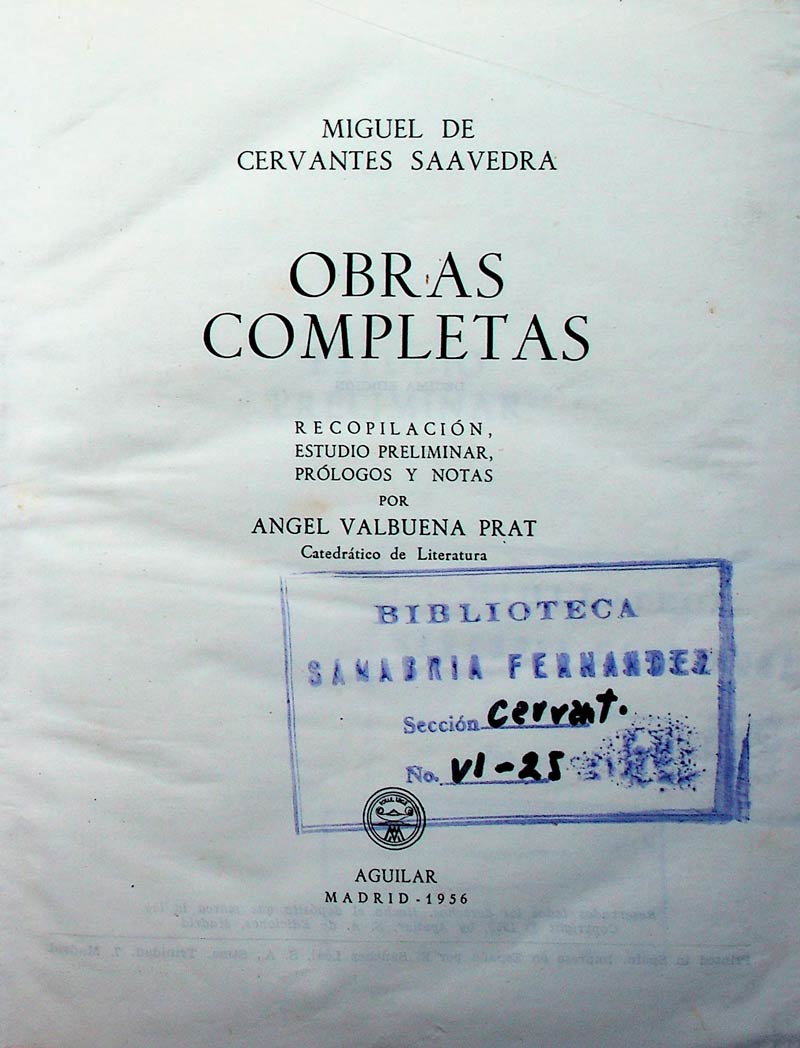 MIGUEL DE
CERVANTES SAAVEDRA
OBRAS
COMPLETAS
RECOPILACIÓN,
ESTUDIO PRELIMINAR,
PRÓLOGOS Y NOTAS
POR
ANGEL VALBUENA PRAT
Catedrático de Literatura
BIBLIOTECA
SANABRIA FERNANDEZ
Sección Cervant.
No. VI-25
AGUILAR
MADRID-1956